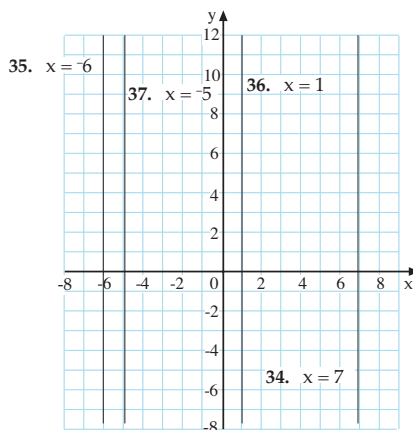 y
12
35. x = ⁻6
10
36. x = 1
37. x = ⁻5
8
6
4
2
-8 -6 -4 -2 0 2 4 6 8 x
-2
-4
34. x = 7
-6
-8